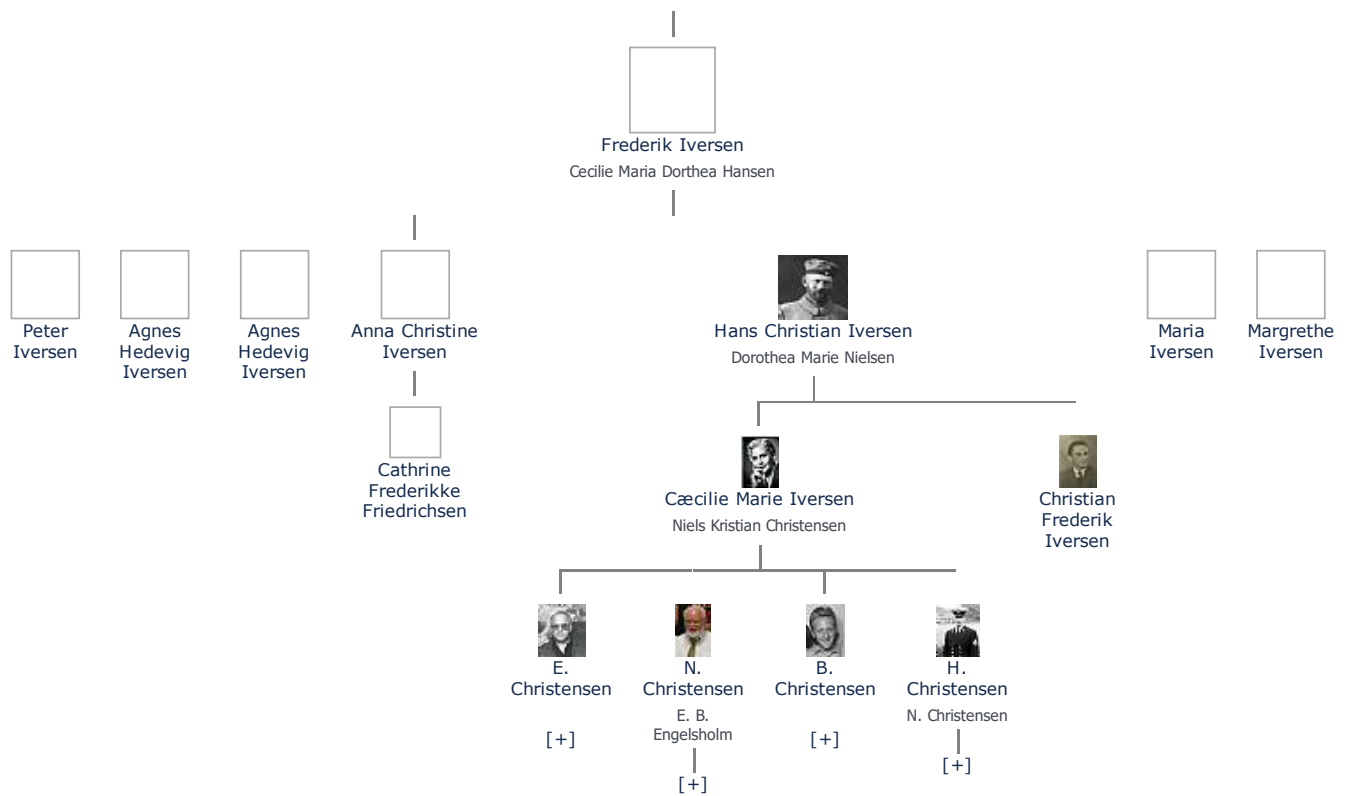 Frederik Iversen
Cecilie Maria Dorthea Hansen
Peter
Iversen
Agnes
Hedevig
Iversen
Agnes
Hedevig
Iversen
Anna Christine
Iversen
Hans Christian Iversen
Dorothea Marie Nielsen
Maria
Iversen
Margrethe
Iversen
Cathrine
Frederikke
Friedrichsen
Cæcilie Marie Iversen
Niels Kristian Christensen
Christian
Frederik
Iversen
E.
Christensen
[+]
N.
Christensen
E. B.
Engelsholm
[+]
B.
Christensen
[+]
H.
Christensen
N. Christensen
[+]